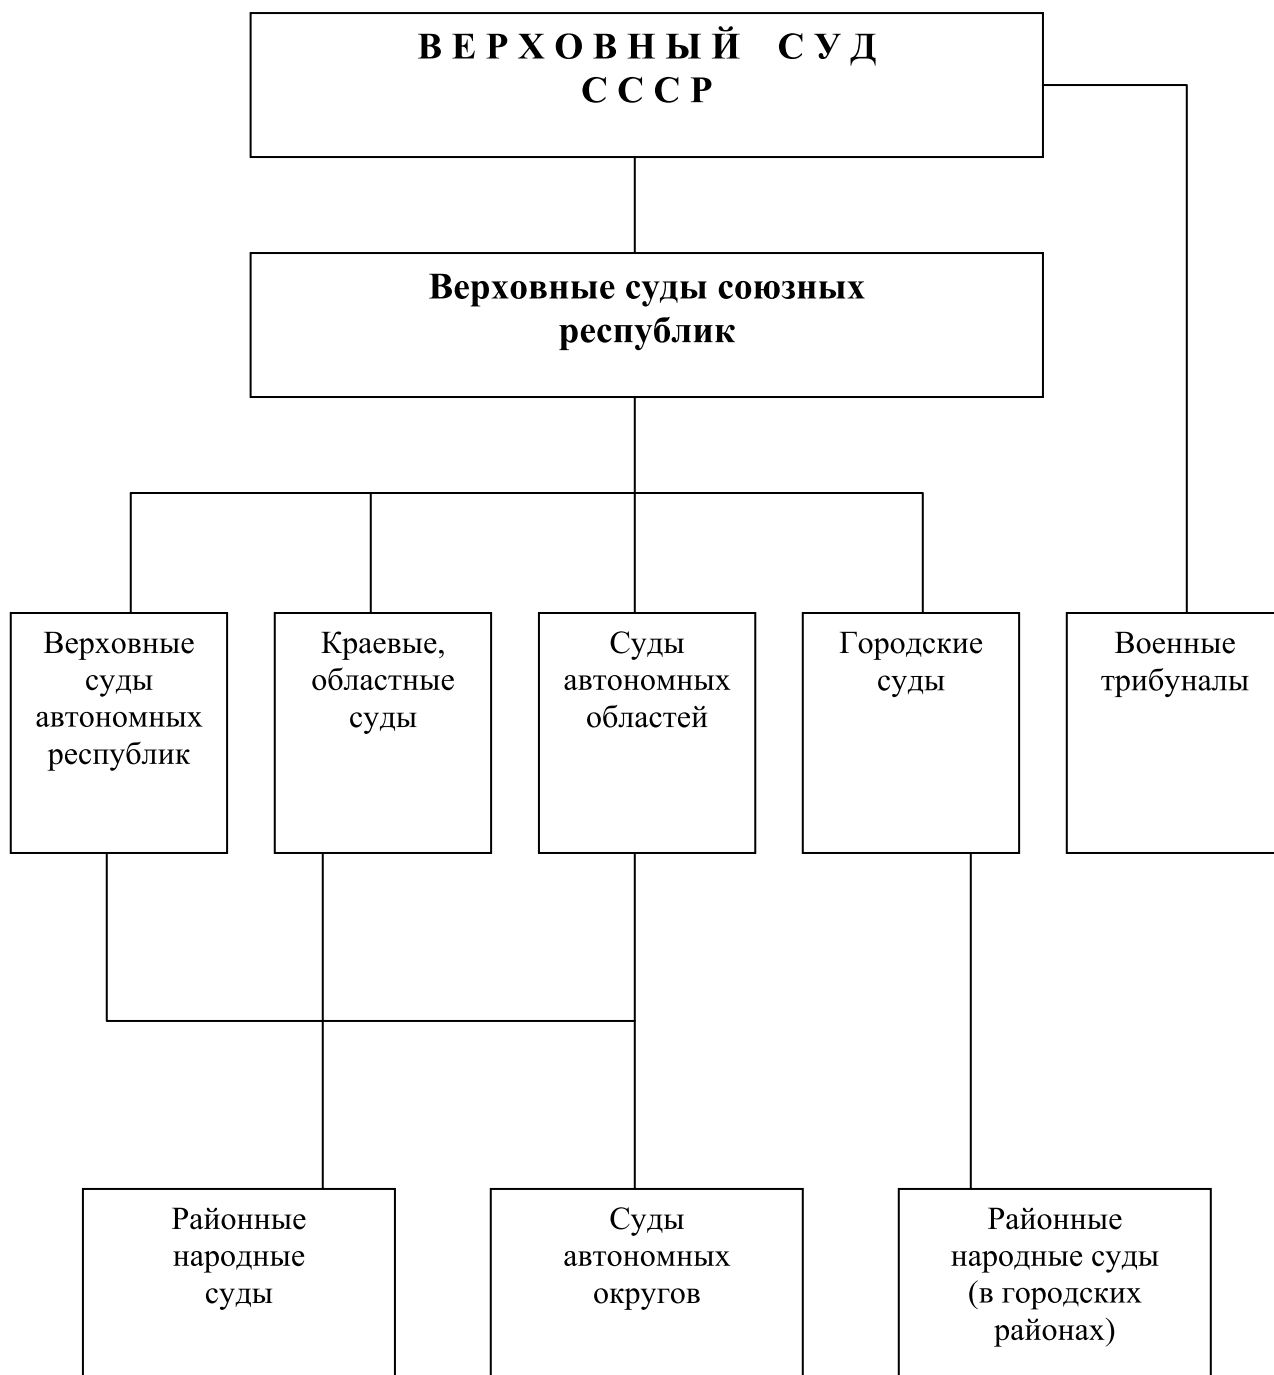 В Е Р Х О В Н Ы Й   С У Д
С С С Р
Верховные суды союзных
республик
Верховные
суды
автономных
республик
Краевые,
областные
суды
Суды
автономных
областей
Городские
суды
Военные
трибуналы
Районные
народные
суды
Суды
автономных
округов
Районные
народные суды
(в городских
районах)